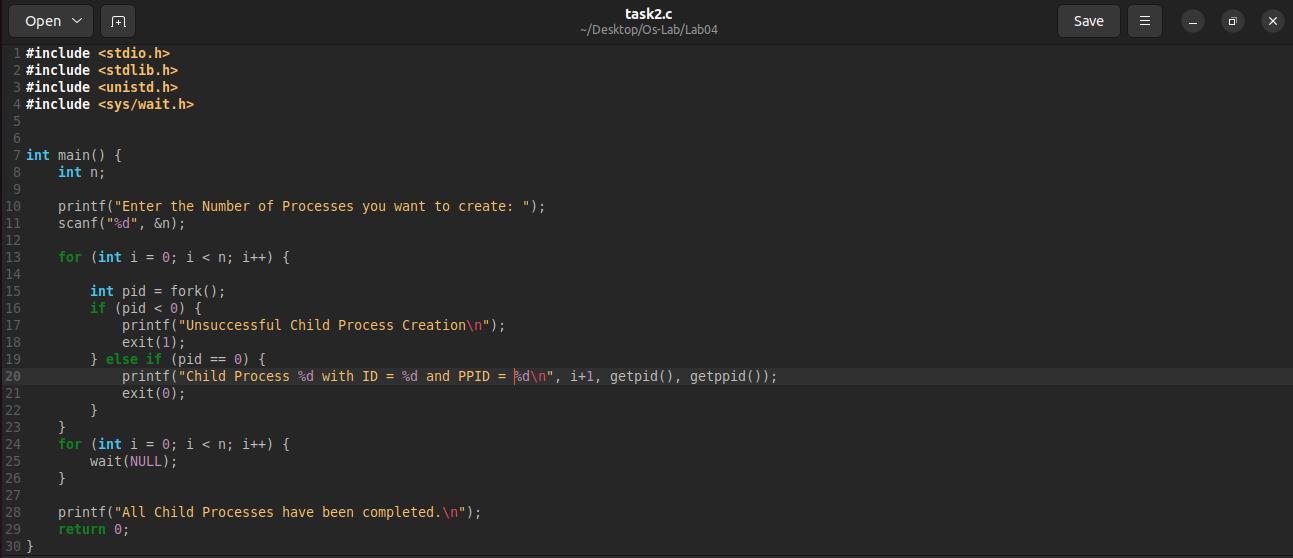 Open
task2.c
~/Desktop/Os-Lab/Lab04
Save
1 #include <stdio.h>
2 #include <stdlib.h>
3 #include <unistd.h>
4 #include <sys/wait.h>
5
6
7 int main() {
8     int n;
9
10     printf("Enter the Number of Processes you want to create: ");
11     scanf("%d", &n);
12
13     for (int i = 0; i < n; i++) {
14
15         int pid = fork();
16         if (pid < 0) {
17             printf("Unsuccessful Child Process Creation\n");
18             exit(1);
19         } else if (pid == 0) {
20             printf("Child Process %d with ID = %d and PPID = %d\n", i+1, getpid(), getppid());
21             exit(0);
22         }
23     }
24     for (int i = 0; i < n; i++) {
25         wait(NULL);
26     }
27
28     printf("All Child Processes have been completed.\n");
29     return 0;
30 }